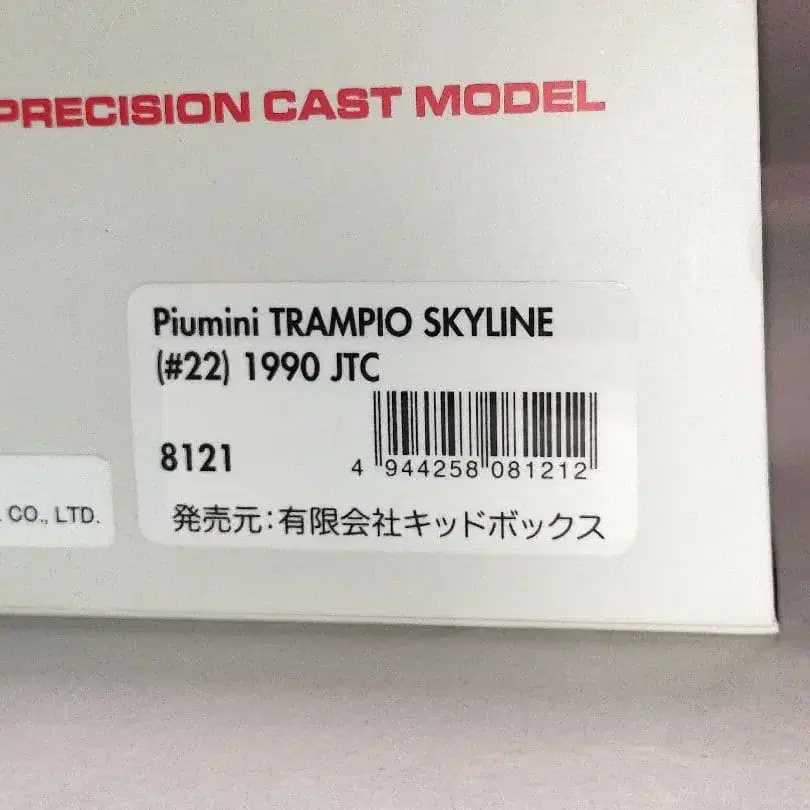 PRECISION CAST MODEL
Piumini TRAMPIO SKYLINE
(#22) 1990 JTC
8121
4 944258 081212
CO., LTD.
発売元:有限会社キッドボックス